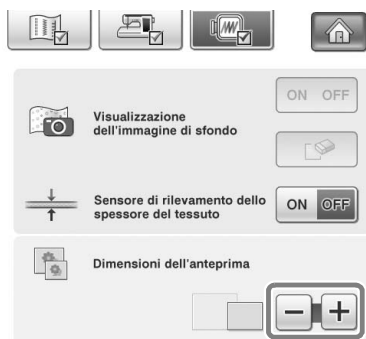 ON OFF
Visualizzazione
dell'immagine di sfondo
Sensore di rilevamento dello
spessore del tessuto
ON OFF
Dimensioni dell'anteprima
− +